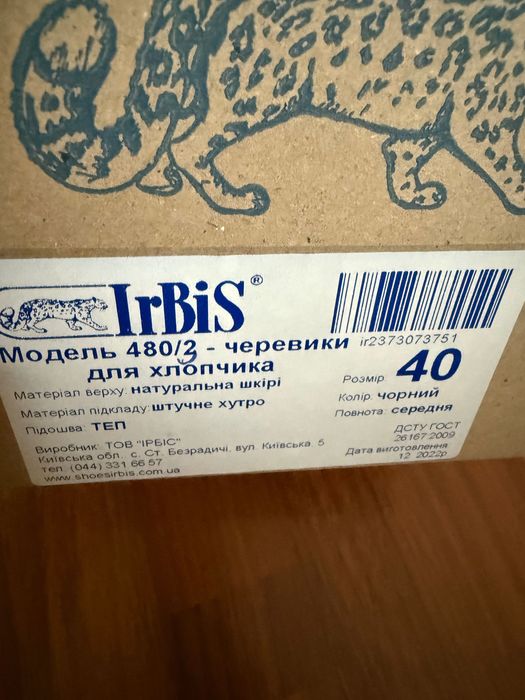 IrBiS®
ir2373073751
Модель 480/2 - черевики
для хлопчика
Розмір 40
Матеріал верху: натуральна шкірі
Колір: чорний
Матеріал підкладу: штучне хутро
Повнота: середня
Підошва: ТЕП
ДСТУ ГОСТ
26167:2009
Виробник: ТОВ "ІРБІС"
Київська обл., с. Ст. Безрадичі, вул. Київська, 5
Дата виготовлення
12. 2022р
тел. (044) 331 66 57
www.shoesirbis.com.ua